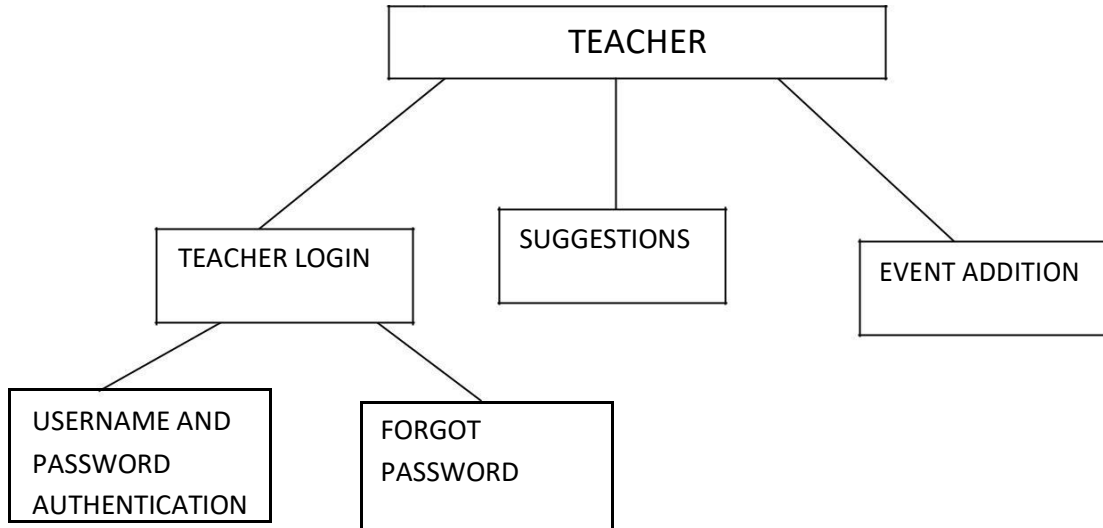 TEACHER
TEACHER LOGIN
SUGGESTIONS
EVENT ADDITION
USERNAME AND
PASSWORD
AUTHENTICATION
FORGOT
PASSWORD